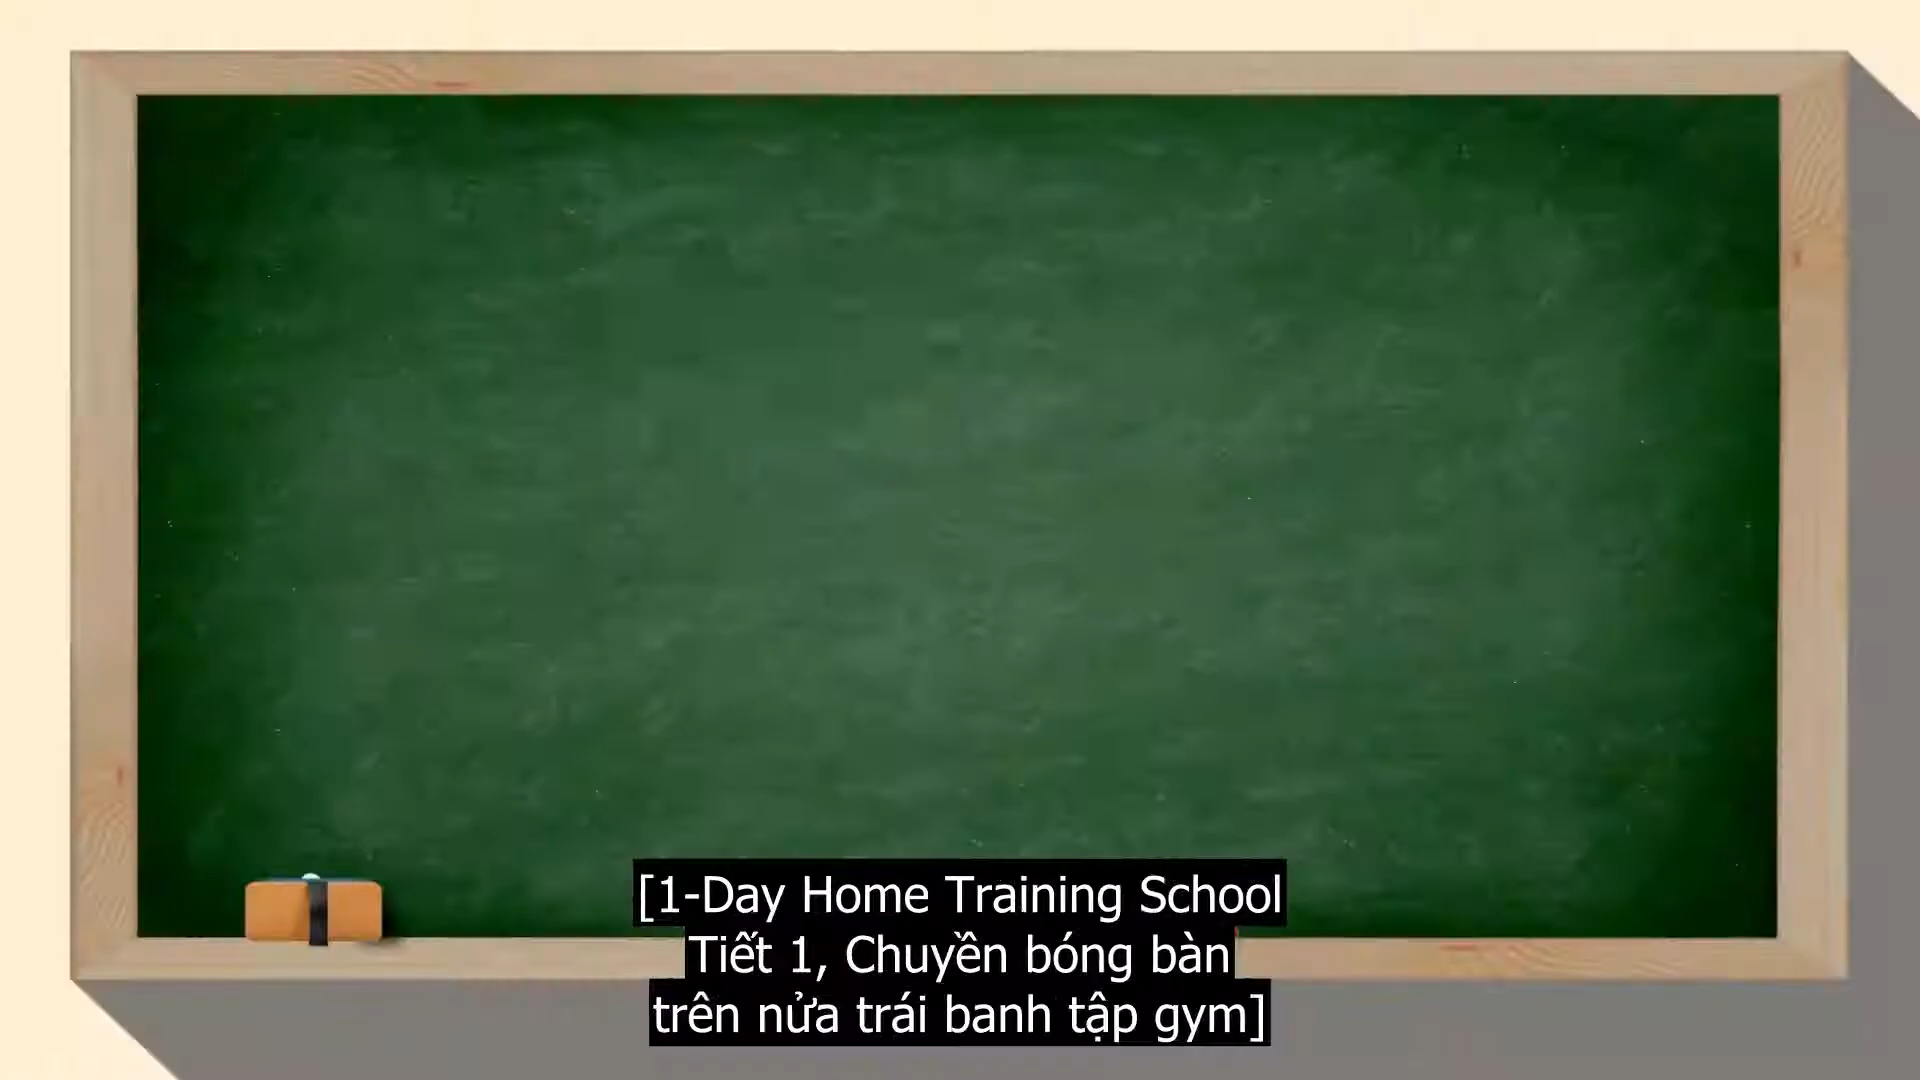 [1-Day Home Training School
Tiết 1, Chuyền bóng bàn
trên nửa trái banh tập gym]